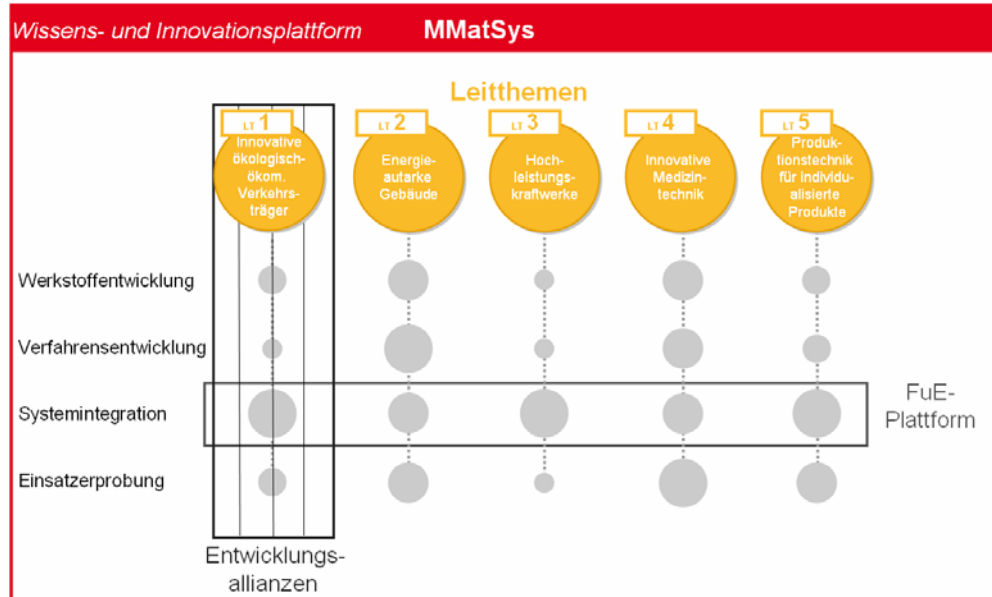 Wissens- und Innovationsplattform MMatSys
Leitthemen
LT 1
Innovative
ökologisch-
ökom.
Verkehrs-
träger
LT 2
Energie-
autarke
Gebäude
LT 3
Hoch-
leistungs-
kraftwerke
LT 4
Innovative
Medizin-
technik
LT 5
Produk-
tionstechnik
für individu-
alisierte
Produkte
Werkstoffentwicklung
Verfahrensentwicklung
Systemintegration
FuE-
Plattform
Einsatzerprobung
Entwicklungs-
allianzen